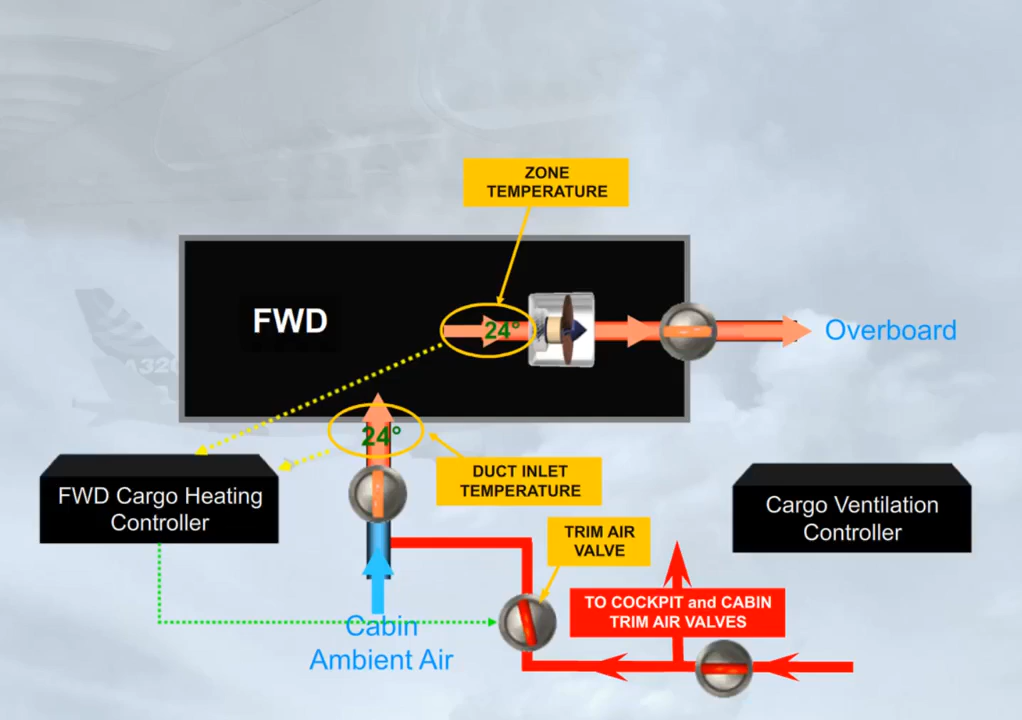 ZONE
TEMPERATURE
FWD
24°
Overboard
24°
DUCT INLET
TEMPERATURE
FWD Cargo Heating
Controller
Cargo Ventilation
Controller
TRIM AIR
VALVE
TO COCKPIT and CABIN
TRIM AIR VALVES
Cabin
Ambient Air
A320